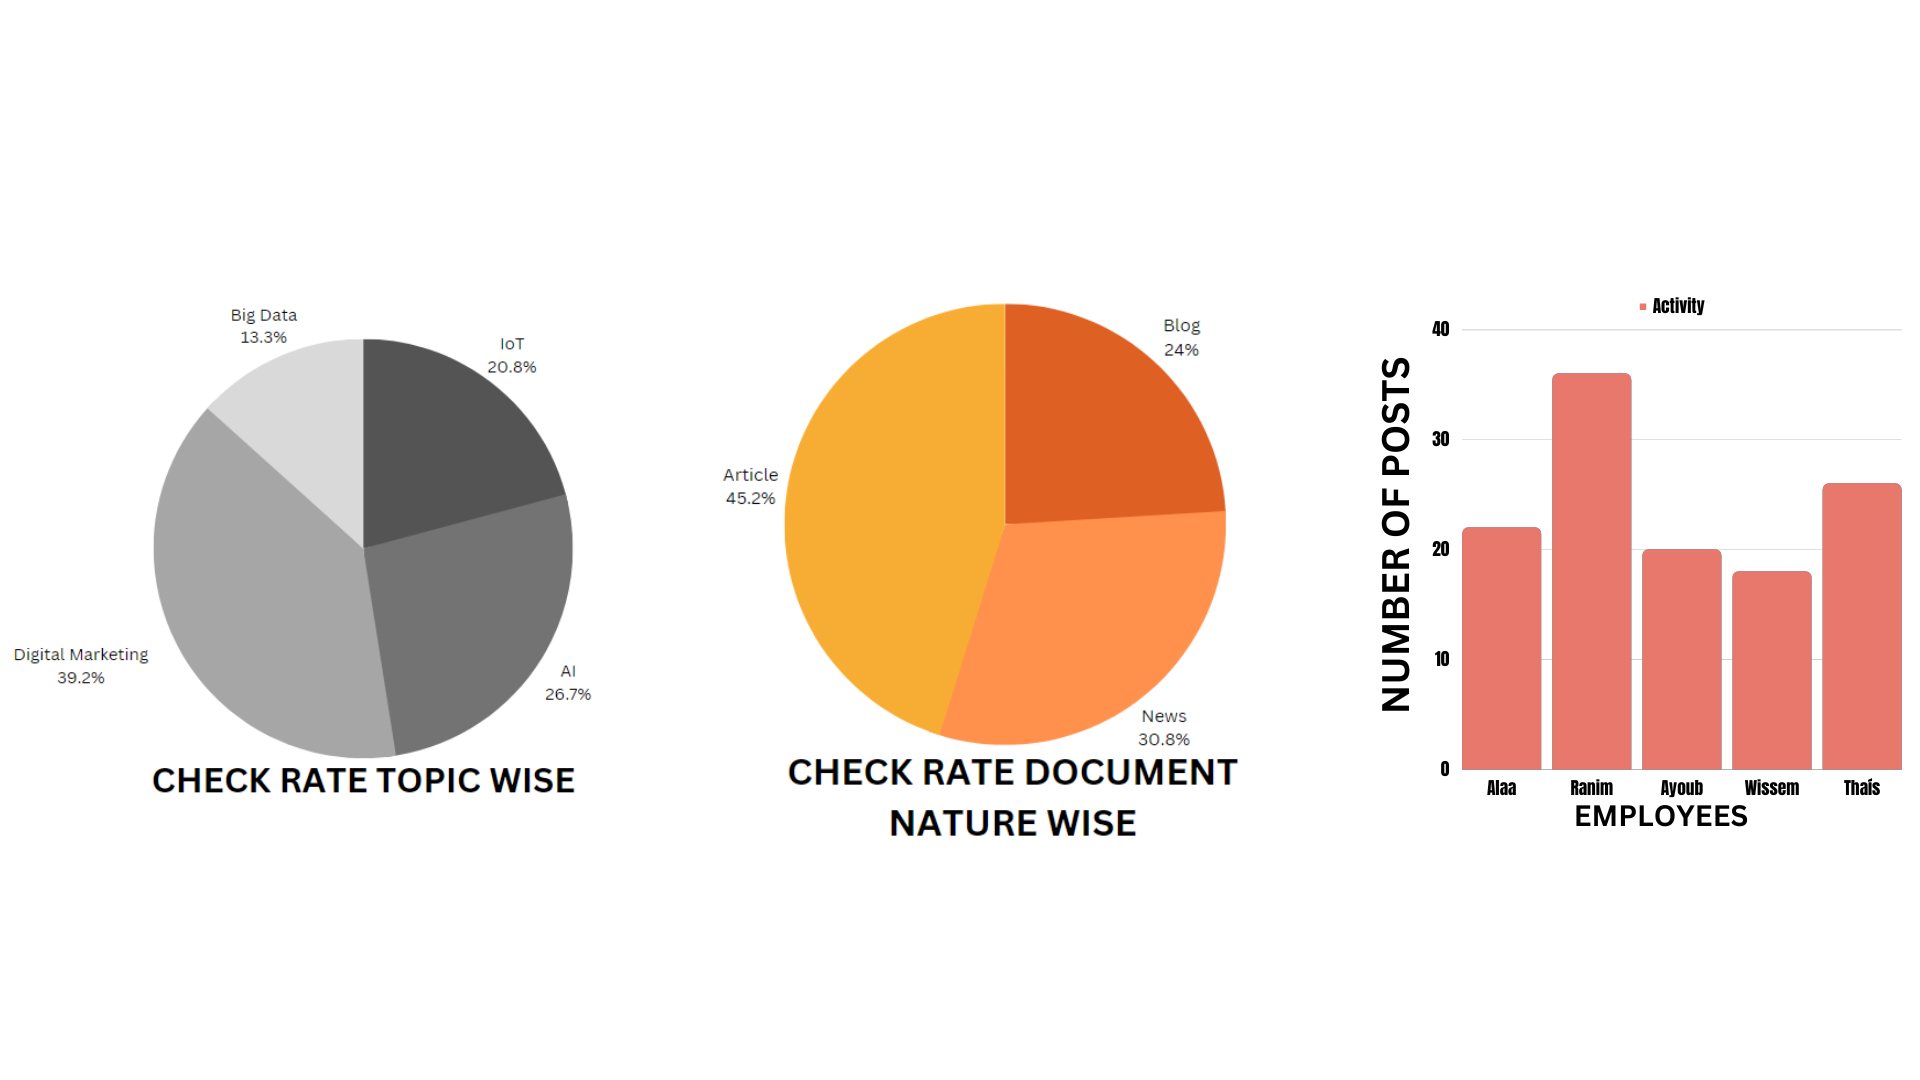 Big Data
13.3%
IoT
20.8%
Digital Marketing
39.2%
AI
26.7%
CHECK RATE TOPIC WISE
Blog
24%
Article
45.2%
News
30.8%
CHECK RATE DOCUMENT
NATURE WISE
Activity
NUMBER OF POSTS
40
30
20
10
0
Alaa Ranim Ayoub Wissem Thaís
EMPLOYEES